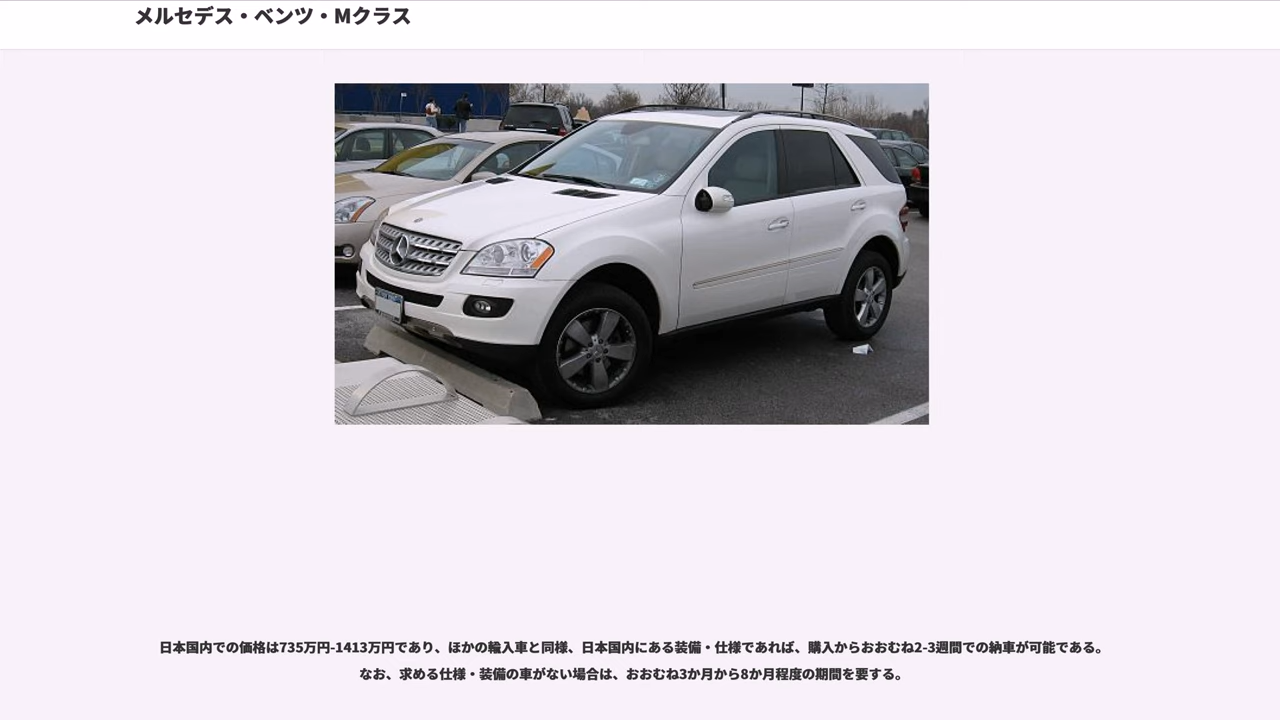 メルセデス・ベンツ・Mクラス
日本国内での価格は735万円-1413万円であり、ほかの輸入車と同様、日本国内にある装備・仕様であれば、購入からおおむね2-3週間での納車が可能である。
なお、求める仕様・装備の車がない場合は、おおむね3か月から8か月程度の期間を要する。